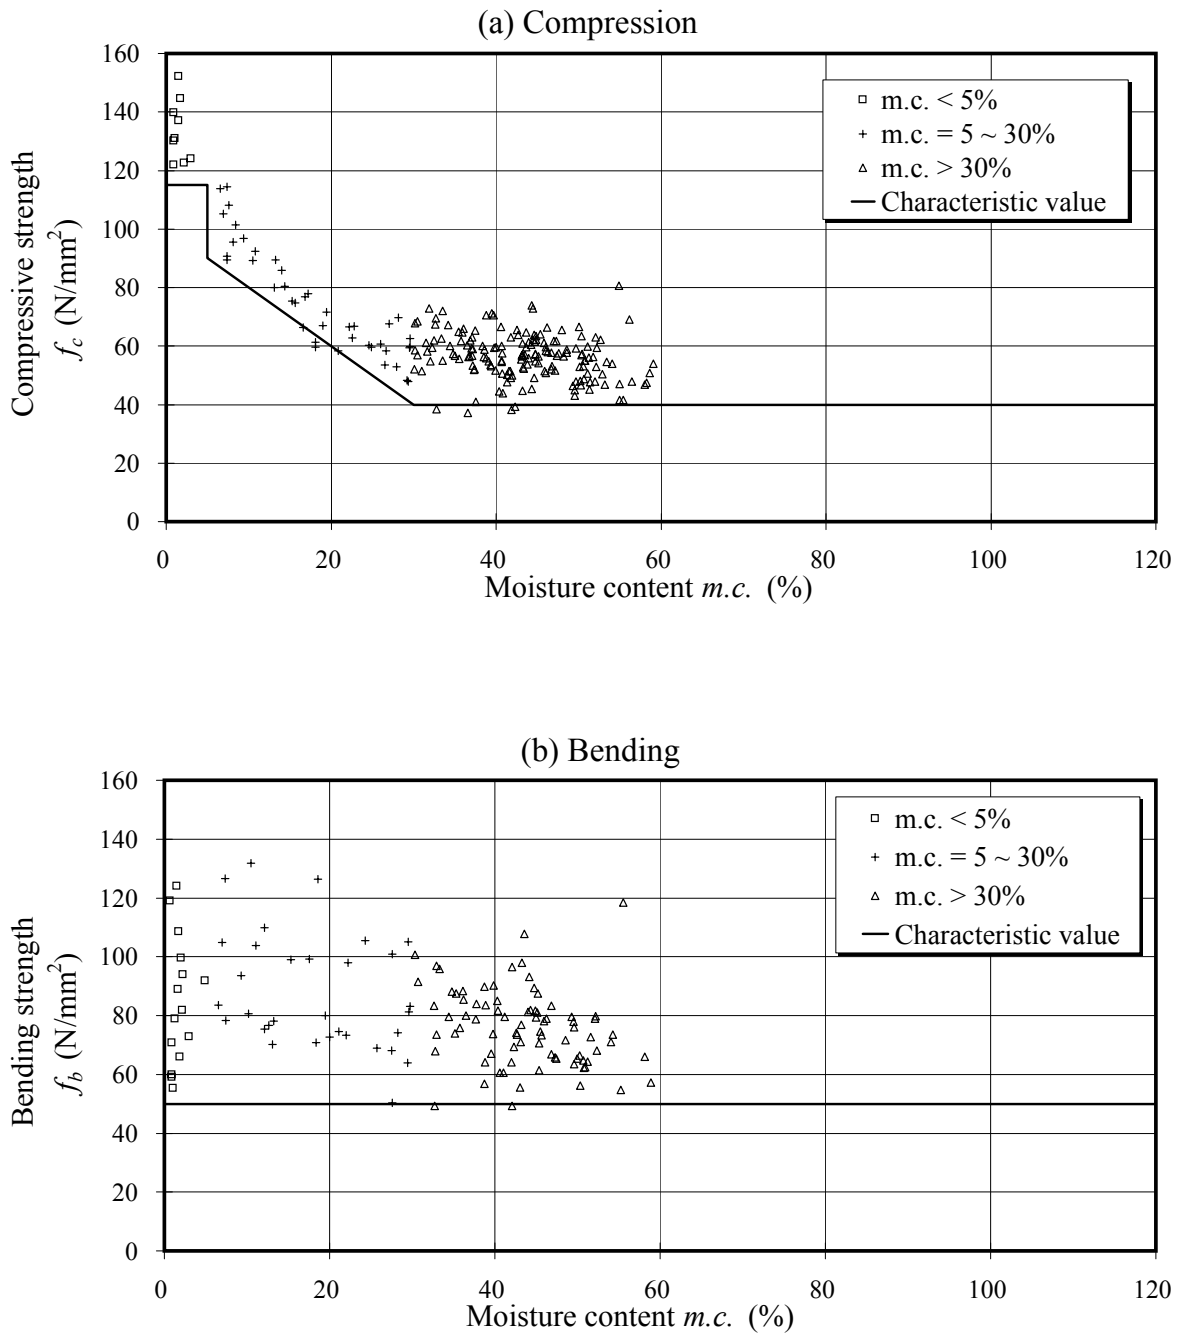 (a) Compression
160
140
120
100
80
60
40
20
0
Compressive strength
f_c (N/mm²)
m.c. < 5%
m.c. = 5 ~ 30%
m.c. > 30%
Characteristic value
0 20 40 60 80 100 120
Moisture content m.c. (%)
(b) Bending
160
140
120
100
80
60
40
20
0
Bending strength
f_b (N/mm²)
m.c. < 5%
m.c. = 5 ~ 30%
m.c. > 30%
Characteristic value
0 20 40 60 80 100 120
Moisture content m.c. (%)